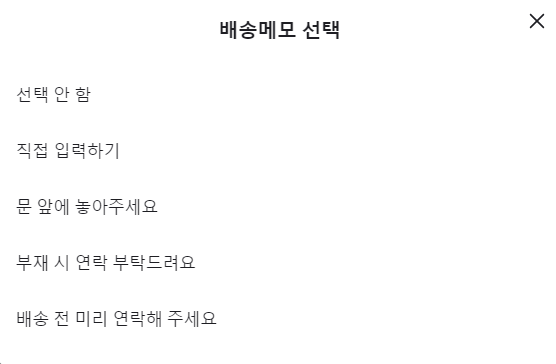 배송메모 선택
선택 안 함
직접 입력하기
문 앞에 놓아주세요
부재 시 연락 부탁드려요
배송 전 미리 연락해 주세요